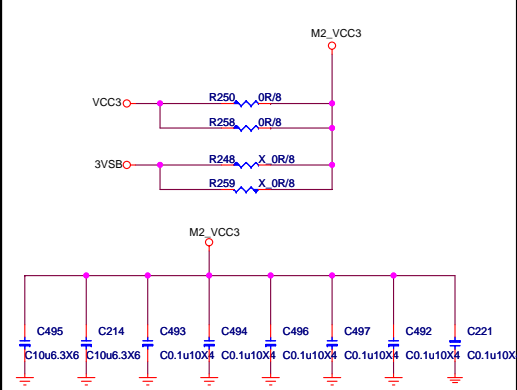 M2_VCC3
VCC3
R250 0R/8
R258 0R/8
3VSB
R248 X_0R/8
R259 X_0R/8
M2_VCC3
C495 C214 C493 C494 C496 C497 C492 C221
C10u6.3X6 C10u6.3X6 C0.1u10X4 C0.1u10X4 C0.1u10X4 C0.1u10X4 C0.1u10X4 C0.1u10X